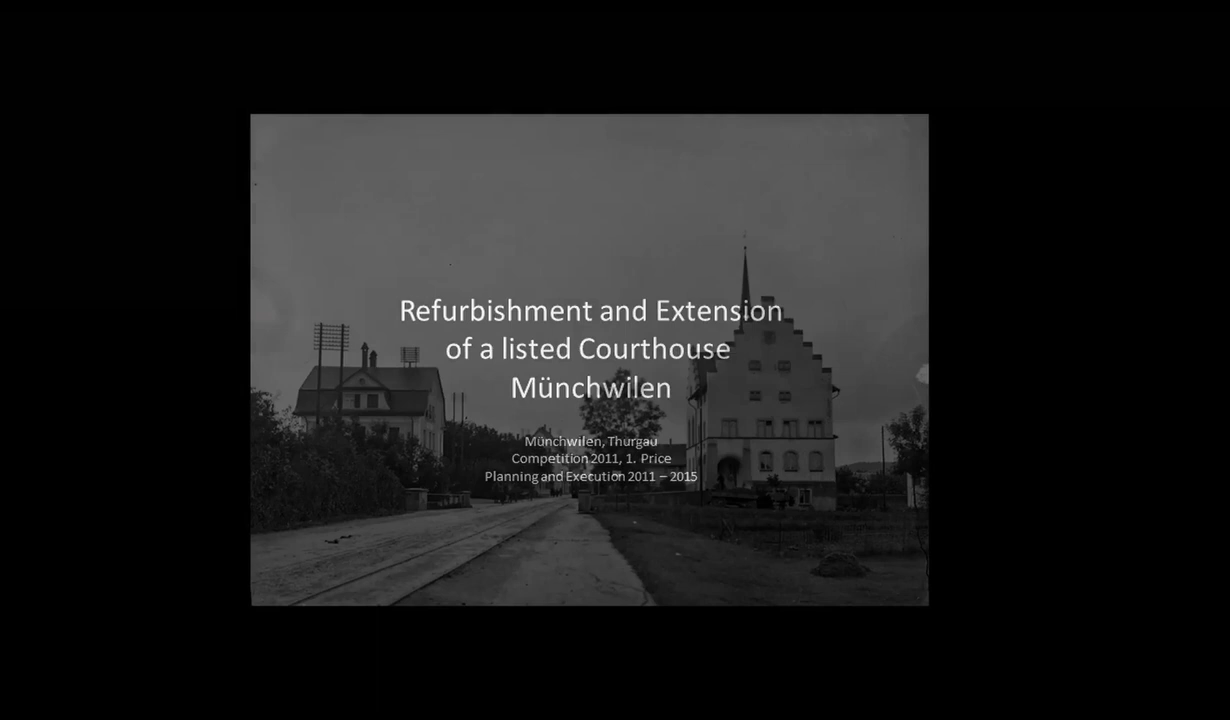 Refurbishment and Extension
of a listed Courthouse
Münchwilen
Münchwilen, Thurgau
Competition 2011, 1. Price
Planning and Execution 2011 – 2015